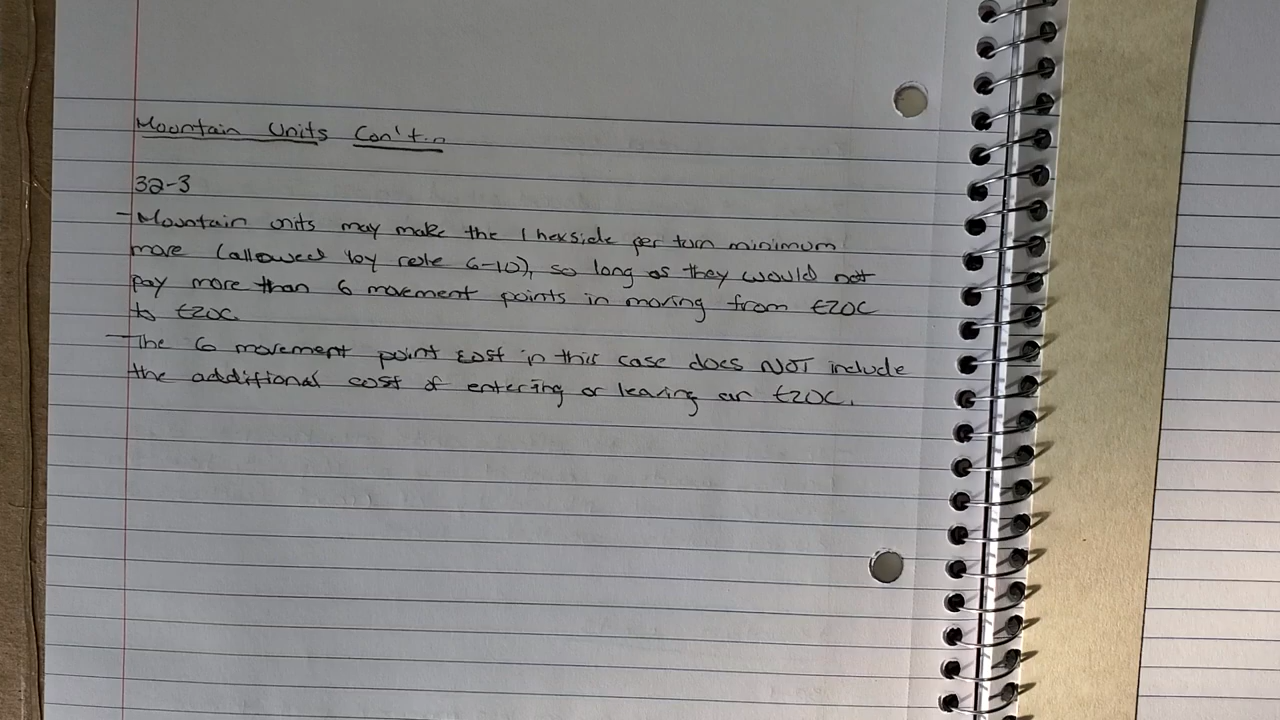 Mountain Units Con't.
32-3
-Mountain units may make the 1 hexside per turn minimum
move (allowed by rule 6-10), so long as they would not
pay more than 6 movement points in moving from EZOC
to EZOC.
-The 6 movement point cost in this case does NOT include
the additional cost of entering or leaving an EZOC.